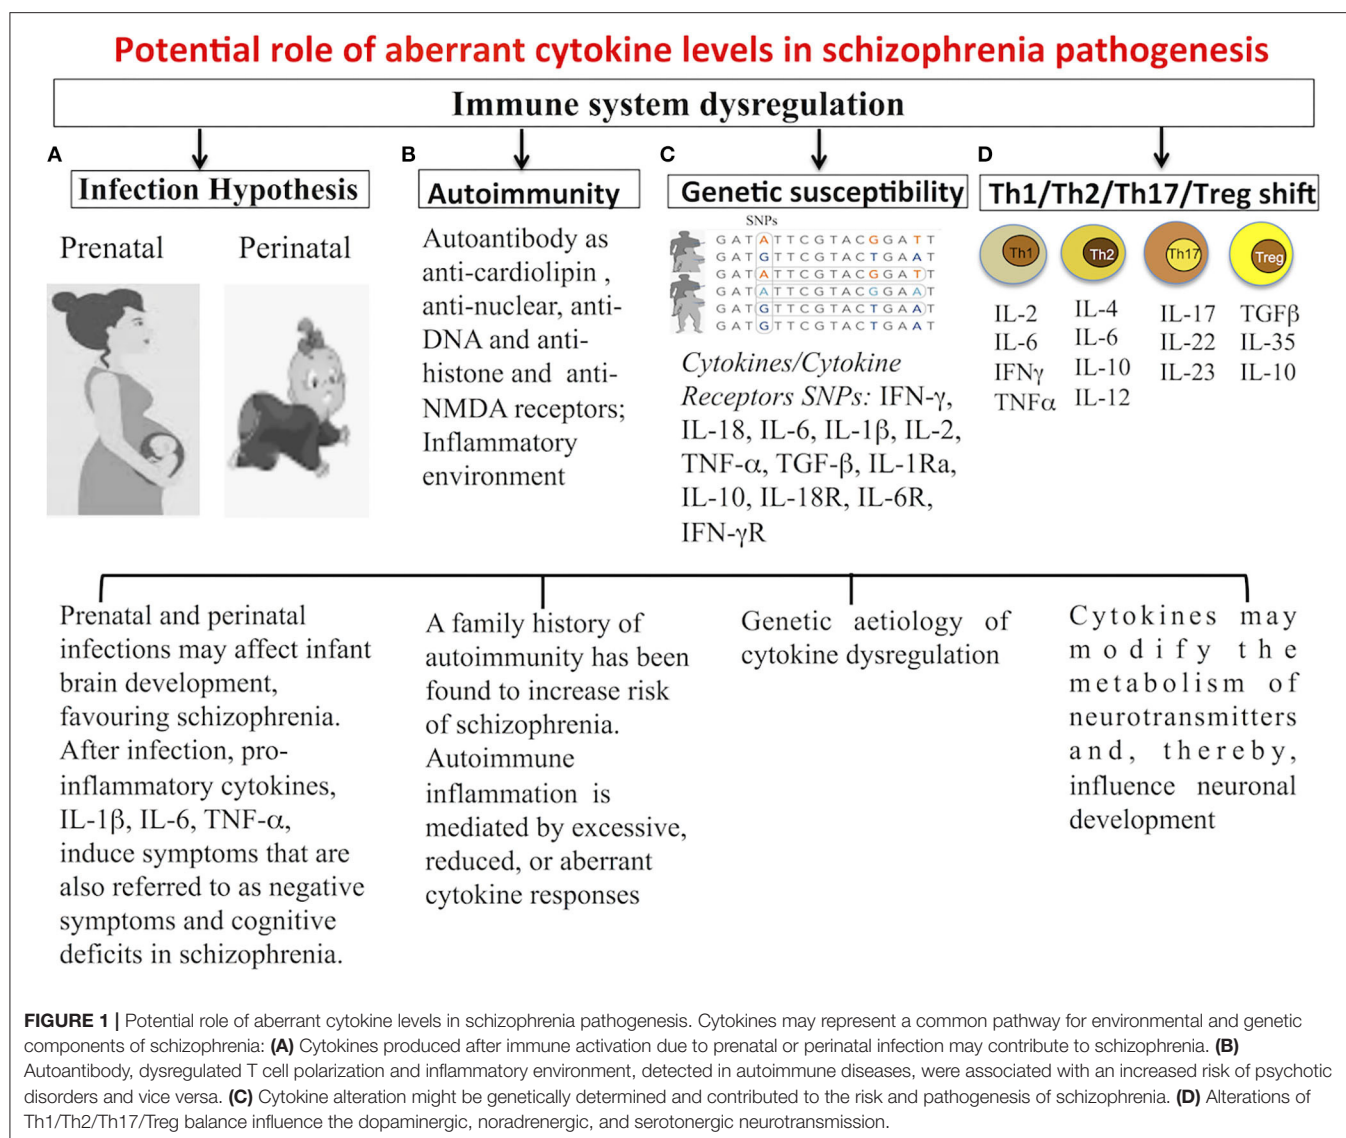 Potential role of aberrant cytokine levels in schizophrenia pathogenesis
Immune system dysregulation
A
Infection Hypothesis
Prenatal
Perinatal
B
Autoimmunity
Autoantibody as
anti-cardiolipin ,
anti-nuclear, anti-
DNA and anti-
histone and anti-
NMDA receptors;
Inflammatory
environment
C
Genetic susceptibility
SNPs
G A T A T T C G T A C G G A T T
G A T G T T C G T A C T G A A T
G A T A T T C G T A C G G A T T
G A T A T T C G T A C G G A A T
G A T G T T C G T A C T G A A T
G A T G T T C G T A C T G A A T
Cytokines/Cytokine
Receptors SNPs: IFN-γ,
IL-18, IL-6, IL-1β, IL-2,
TNF-α, TGF-β, IL-1Ra,
IL-10, IL-18R, IL-6R,
IFN-γR
D
Th1/Th2/Th17/Treg shift
Th1
Th2
Th17
Treg
IL-2
IL-6
IFNγ
TNFα
IL-4
IL-6
IL-10
IL-12
IL-17
IL-22
IL-23
TGFβ
IL-35
IL-10
Prenatal and perinatal
infections may affect infant
brain development,
favouring schizophrenia.
After infection, pro-
inflammatory cytokines,
IL-1β, IL-6, TNF-α,
induce symptoms that are
also referred to as negative
symptoms and cognitive
deficits in schizophrenia.
A family history of
autoimmunity has been
found to increase risk
of schizophrenia.
Autoimmune
inflammation is
mediated by excessive,
reduced, or aberrant
cytokine responses
Genetic aetiology of
cytokine dysregulation
Cytokines may
modify the
metabolism of
neurotransmitters
and, thereby,
influence neuronal
development
FIGURE 1 | Potential role of aberrant cytokine levels in schizophrenia pathogenesis. Cytokines may represent a common pathway for environmental and genetic
components of schizophrenia: (A) Cytokines produced after immune activation due to prenatal or perinatal infection may contribute to schizophrenia. (B)
Autoantibody, dysregulated T cell polarization and inflammatory environment, detected in autoimmune diseases, were associated with an increased risk of psychotic
disorders and vice versa. (C) Cytokine alteration might be genetically determined and contributed to the risk and pathogenesis of schizophrenia. (D) Alterations of
Th1/Th2/Th17/Treg balance influence the dopaminergic, noradrenergic, and serotonergic neurotransmission.